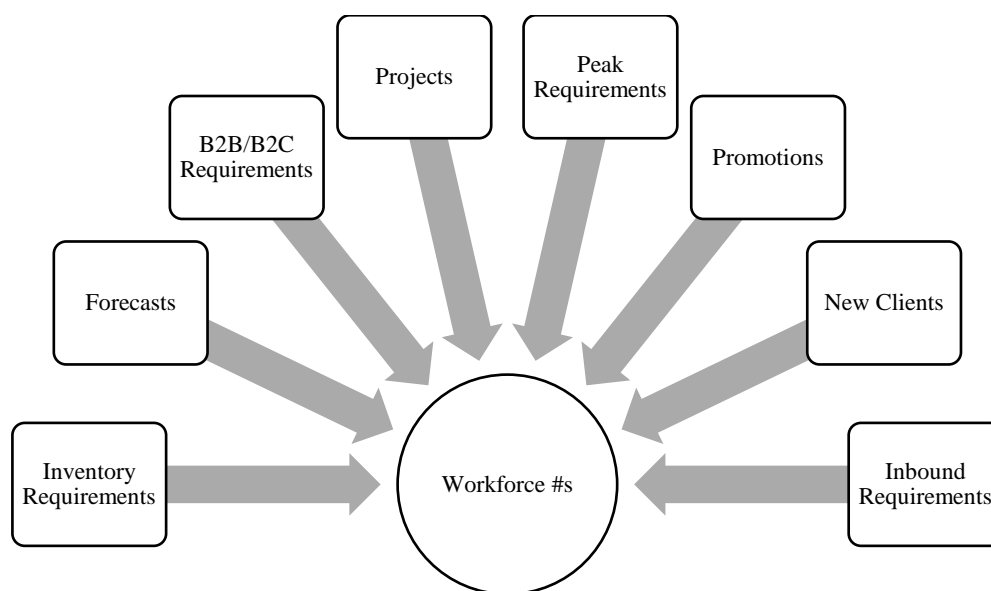 Projects
Peak
Requirements
B2B/B2C
Requirements
Promotions
Forecasts
New Clients
Inventory
Requirements
Workforce #s
Inbound
Requirements